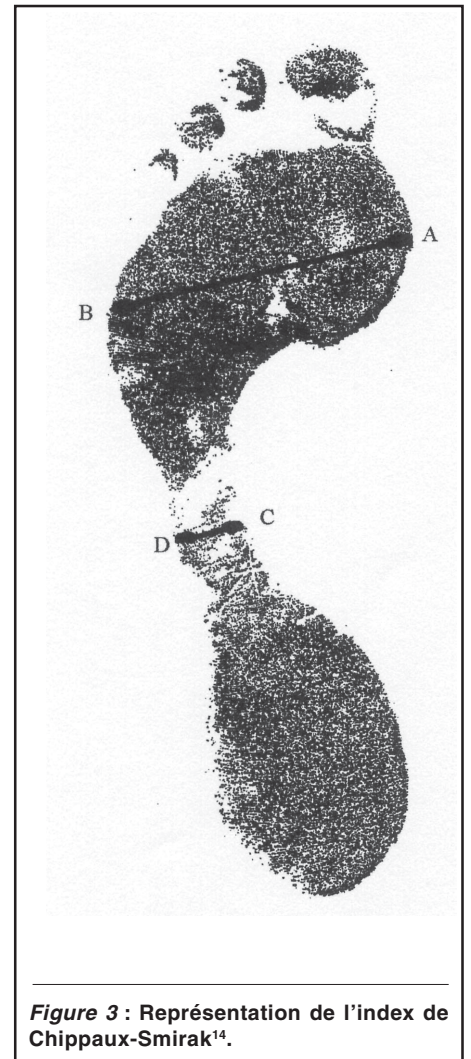 A
B
C
D
Figure 3 : Représentation de l'index de
Chippaux-Smirak14.